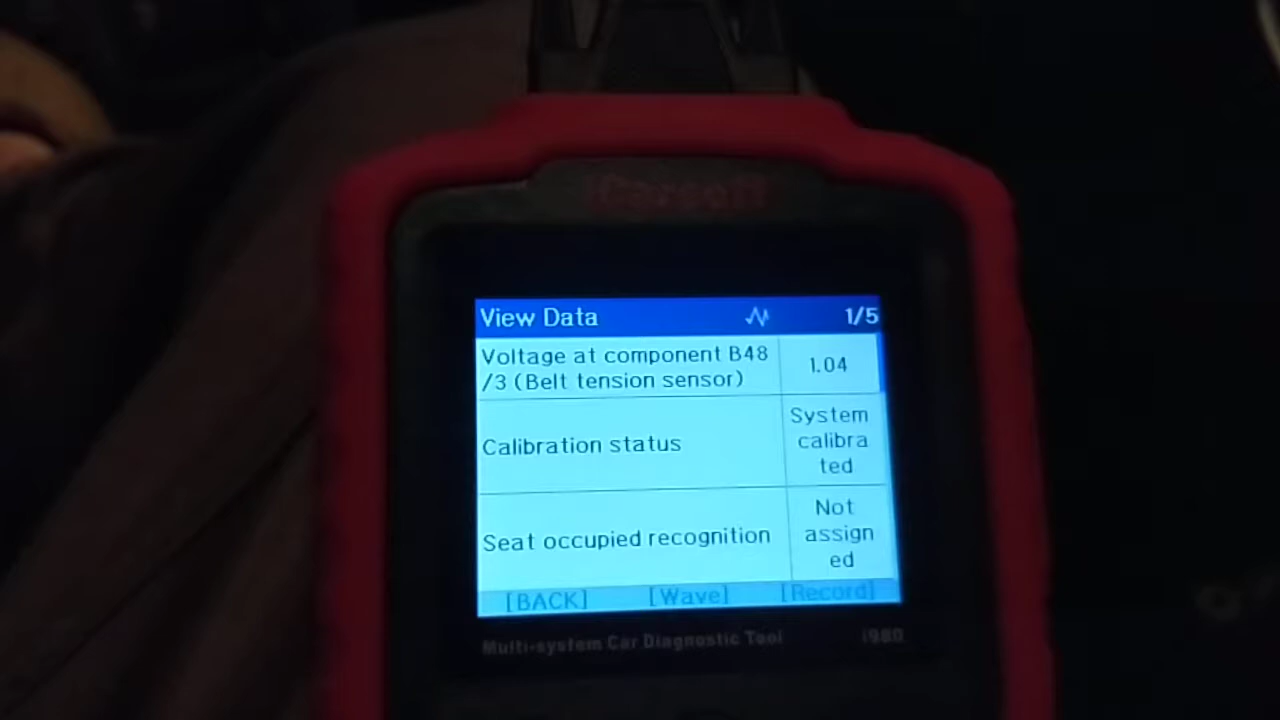 iCarsoft
View Data 1/5
Voltage at component B48
/3 (Belt tension sensor)
1.04
Calibration status
System
calibra
ted
Seat occupied recognition
Not
assign
ed
[BACK] [Wave] [Record]
Multi-system Car Diagnostic Tool i980